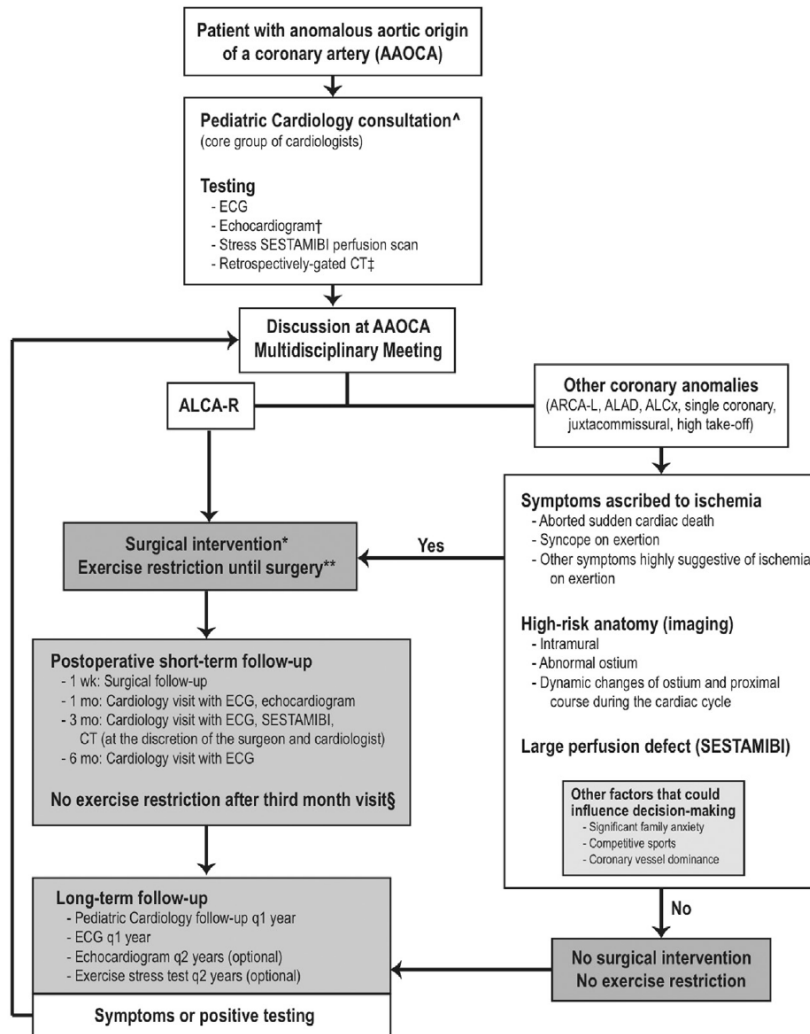 Patient with anomalous aortic origin
of a coronary artery (AAOCA)
Pediatric Cardiology consultation^
(core group of cardiologists)
Testing
- ECG
- Echocardiogram†
- Stress SESTAMIBI perfusion scan
- Retrospectively-gated CT‡
Discussion at AAOCA
Multidisciplinary Meeting
ALCA-R
Other coronary anomalies
(ARCA-L, ALAD, ALCx, single coronary,
juxtacommissural, high take-off)
Symptoms ascribed to ischemia
- Aborted sudden cardiac death
- Syncope on exertion
- Other symptoms highly suggestive of ischemia
on exertion
High-risk anatomy (imaging)
- Intramural
- Abnormal ostium
- Dynamic changes of ostium and proximal
course during the cardiac cycle
Large perfusion defect (SESTAMIBI)
Other factors that could
influence decision-making
- Significant family anxiety
- Competitive sports
- Coronary vessel dominance
Yes
Surgical intervention*
Exercise restriction until surgery**
Postoperative short-term follow-up
- 1 wk: Surgical follow-up
- 1 mo: Cardiology visit with ECG, echocardiogram
- 3 mo: Cardiology visit with ECG, SESTAMIBI,
CT (at the discretion of the surgeon and cardiologist)
- 6 mo: Cardiology visit with ECG
No exercise restriction after third month visit§
No
No surgical intervention
No exercise restriction
Long-term follow-up
- Pediatric Cardiology follow-up q1 year
- ECG q1 year
- Echocardiogram q2 years (optional)
- Exercise stress test q2 years (optional)
Symptoms or positive testing